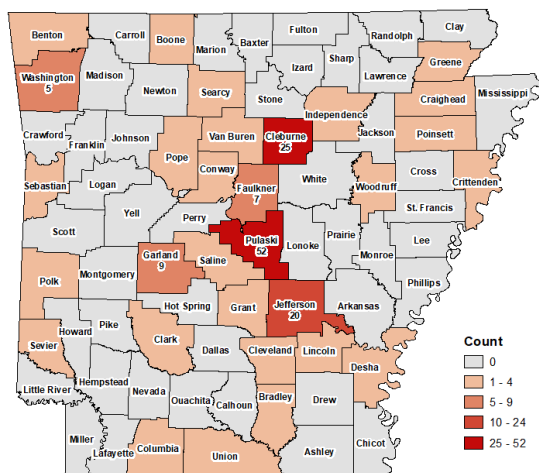 Benton
Carroll
Boone
Marion
Baxter
Fulton
Randolph
Clay
Washington
5
Madison
Newton
Searcy
Stone
Izard
Sharp
Lawrence
Greene
Craighead
Mississippi
Crawford
Franklin
Johnson
Pope
Van Buren
Cleburne
25
Independence
Jackson
Poinsett
Sebastian
Logan
Conway
Faulkner
7
White
Woodruff
Cross
Crittenden
St. Francis
Scott
Yell
Perry
Pulaski
52
Lonoke
Prairie
Monroe
Lee
Phillips
Polk
Montgomery
Garland
9
Saline
Hot Spring
Grant
Jefferson
20
Arkansas
Sevier
Howard
Pike
Clark
Dallas
Cleveland
Lincoln
Desha
Little River
Hempstead
Nevada
Ouachita
Calhoun
Bradley
Drew
Miller
Lafayette
Columbia
Union
Ashley
Chicot
Count
0
1 - 4
5 - 9
10 - 24
25 - 52